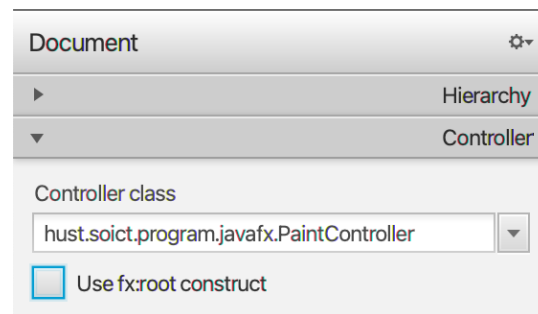 Document
Hierarchy
Controller
Controller class
hust.soict.program.javafx.PaintController
Use fx:root construct